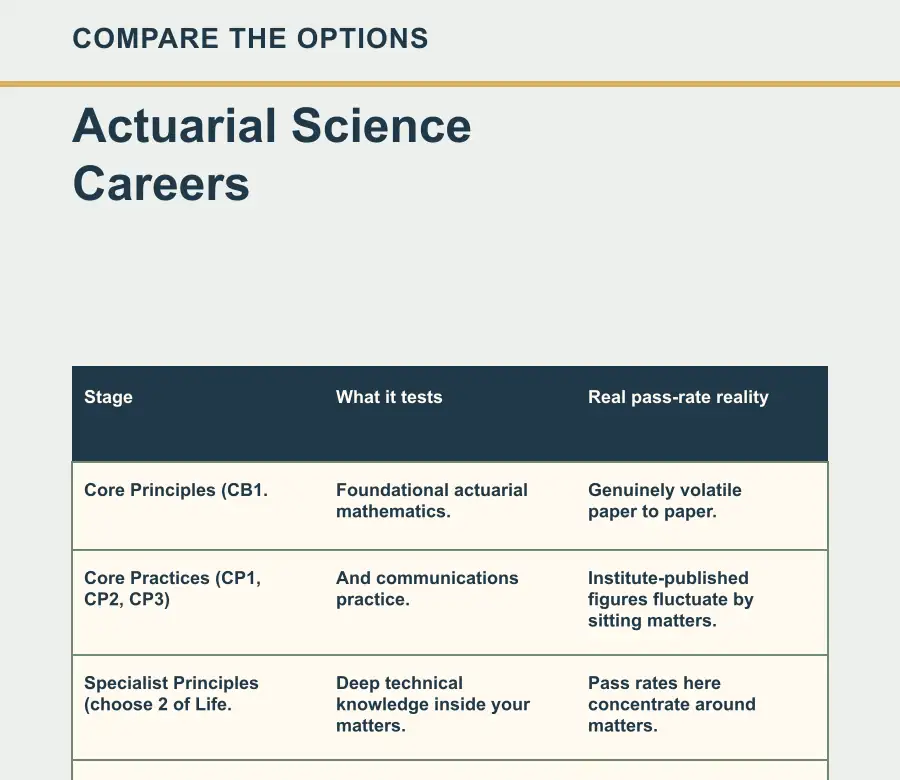 COMPARE THE OPTIONS
Actuarial Science
Careers
Stage
What it tests
Real pass-rate reality
Core Principles (CB1.
Foundational actuarial
mathematics.
Genuinely volatile
paper to paper.
Core Practices (CP1,
CP2, CP3)
And communications
practice.
Institute-published
figures fluctuate by
sitting matters.
Specialist Principles
(choose 2 of Life.
Deep technical
knowledge inside your
matters.
Pass rates here
concentrate around
matters.